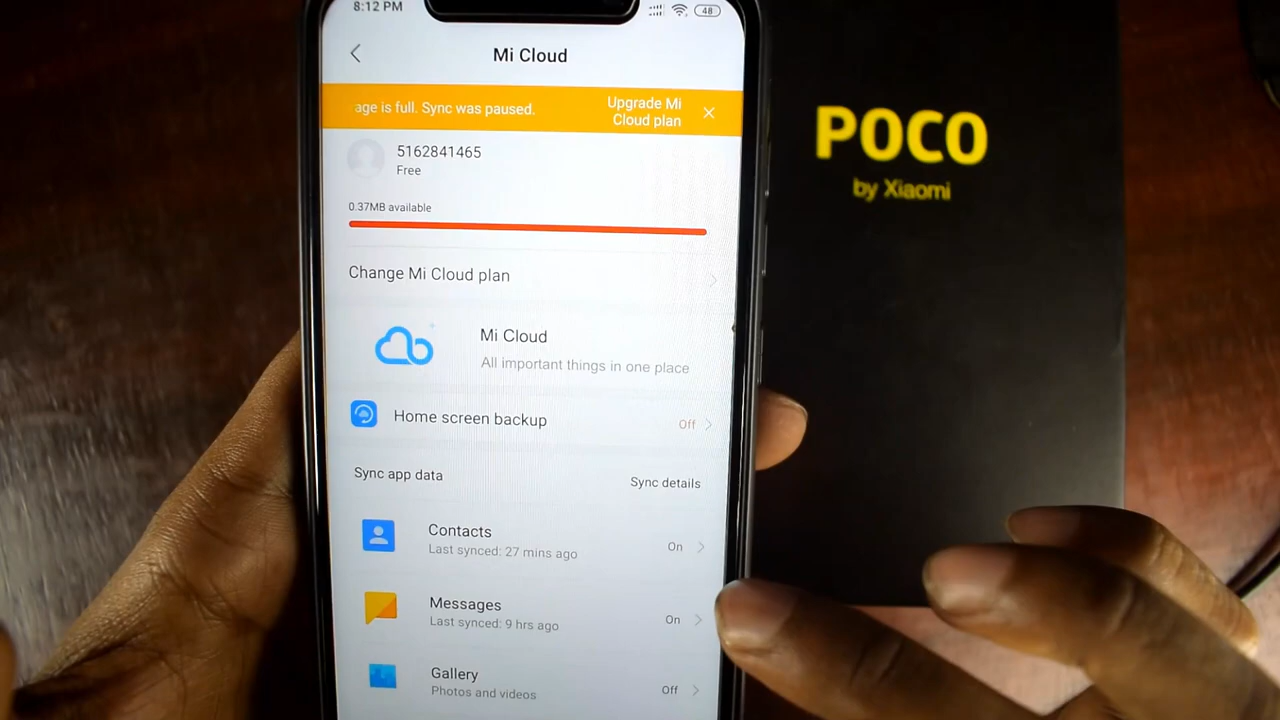 8:12 PM
48
Mi Cloud
age is full. Sync was paused.
Upgrade Mi
Cloud plan
5162841465
Free
0.37MB available
Change Mi Cloud plan
Mi Cloud
All important things in one place
Home screen backup
Off
Sync app data
Sync details
Contacts
Last synced: 27 mins ago
On
Messages
Last synced: 9 hrs ago
On
Gallery
Photos and videos
Off
POCO
by Xiaomi